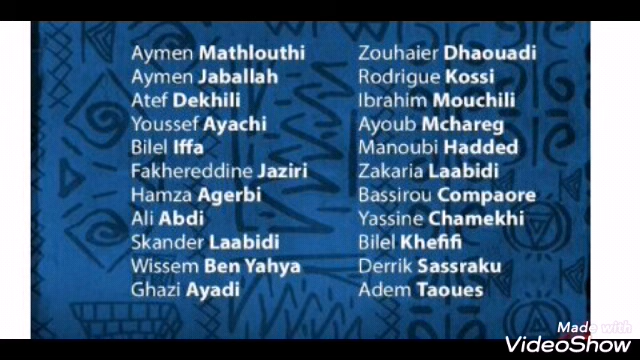 Aymen Mathlouthi
Aymen Jaballah
Atef Dekhili
Youssef Ayachi
Bilel Iffa
Fakhereddine Jaziri
Hamza Agerbi
Ali Abdi
Skander Laabidi
Wissem Ben Yahya
Ghazi Ayadi
Zouhaier Dhaouadi
Rodrigue Kossi
Ibrahim Mouchili
Ayoub Mchareg
Manoubi Hadded
Zakaria Laabidi
Bassirou Compaore
Yassine Chamekhi
Bilel Khefifi
Derrik Sassraku
Adem Taoues
Made with
VideoShow